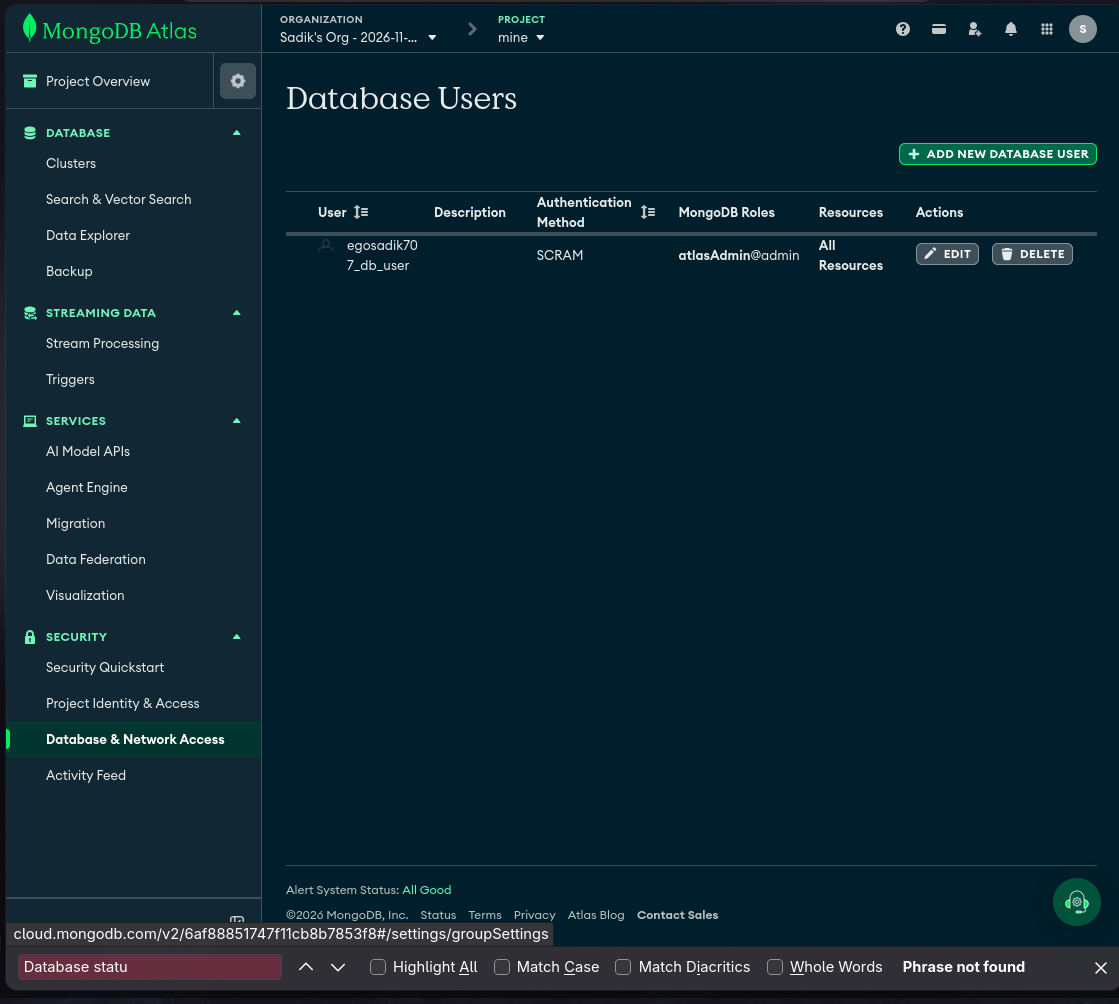 MongoDB Atlas
ORGANIZATION
Sadik's Org - 2026-11-...
PROJECT
mine
S
Project Overview
DATABASE
Clusters
Search & Vector Search
Data Explorer
Backup
STREAMING DATA
Stream Processing
Triggers
SERVICES
AI Model APIs
Agent Engine
Migration
Data Federation
Visualization
SECURITY
Security Quickstart
Project Identity & Access
Database & Network Access
Activity Feed
Database Users
ADD NEW DATABASE USER
User Description Authentication Method MongoDB Roles Resources Actions
egosadik70
7_db_user
SCRAM
atlasAdmin@admin
All
Resources
EDIT
DELETE
Alert System Status: All Good
©2026 MongoDB, Inc. Status Terms Privacy Atlas Blog Contact Sales
cloud.mongodb.com/v2/6af88851747f11cb8b7853f8#/settings/groupSettings
Database statu
Highlight All Match Case Match Diacritics Whole Words Phrase not found